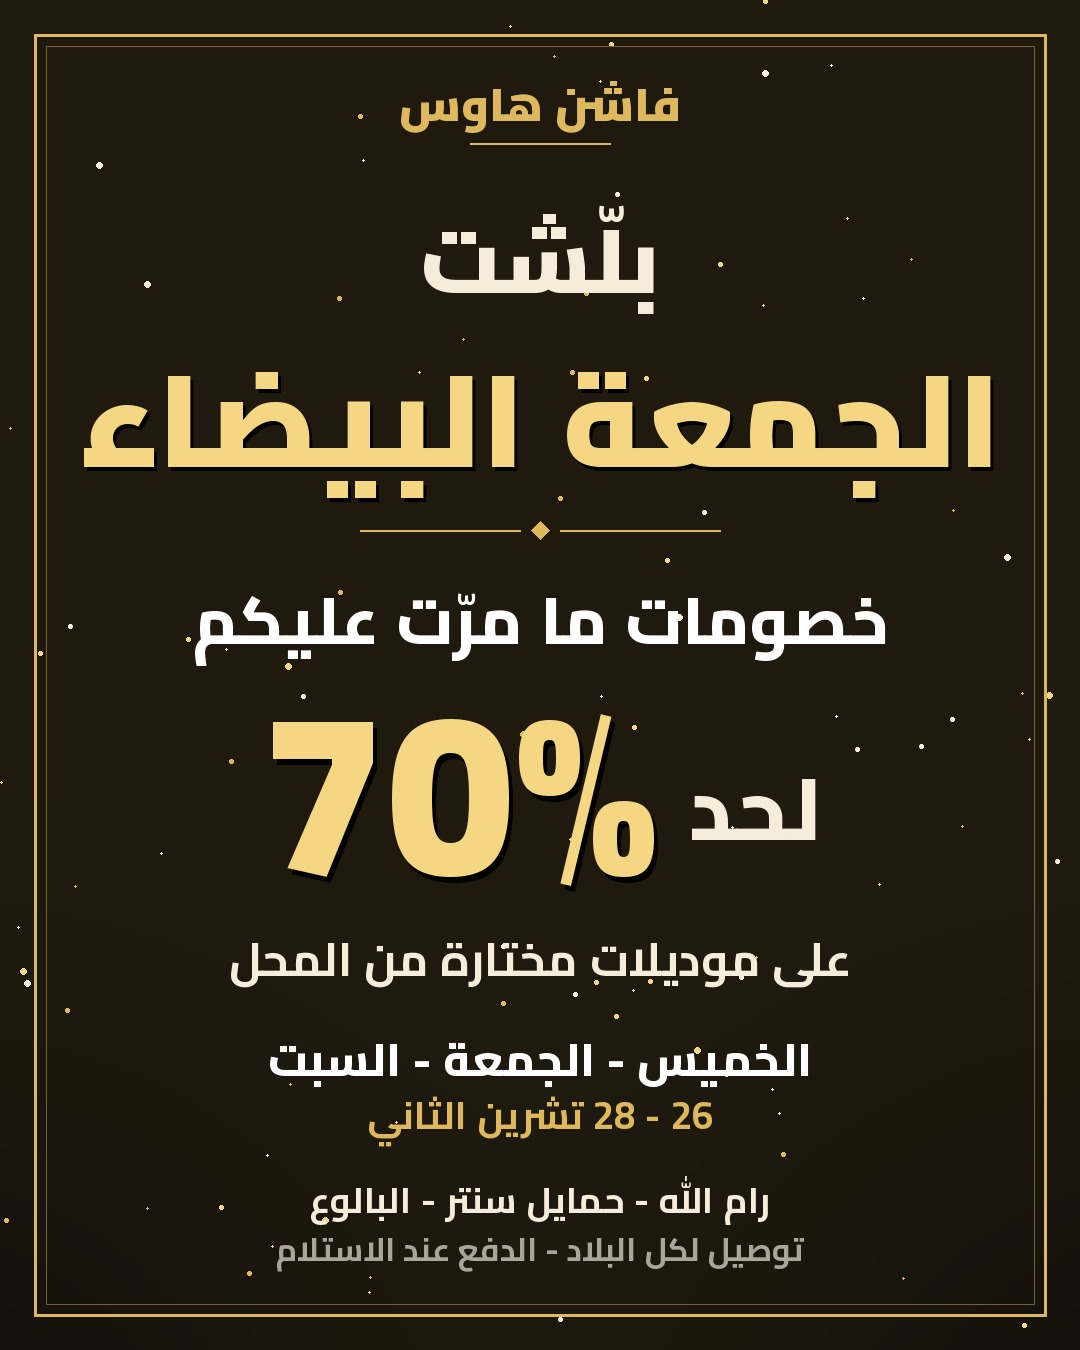 فاشن هاوس
بلّشت
الجمعة البيضاء
خصومات ما مرّت عليكم
لحد 70%
على موديلات مختارة من المحل
الخميس - الجمعة - السبت
26 - 28 تشرين الثاني
رام الله - حمايل سنتر - البالوع
توصيل لكل البلاد - الدفع عند الاستلام